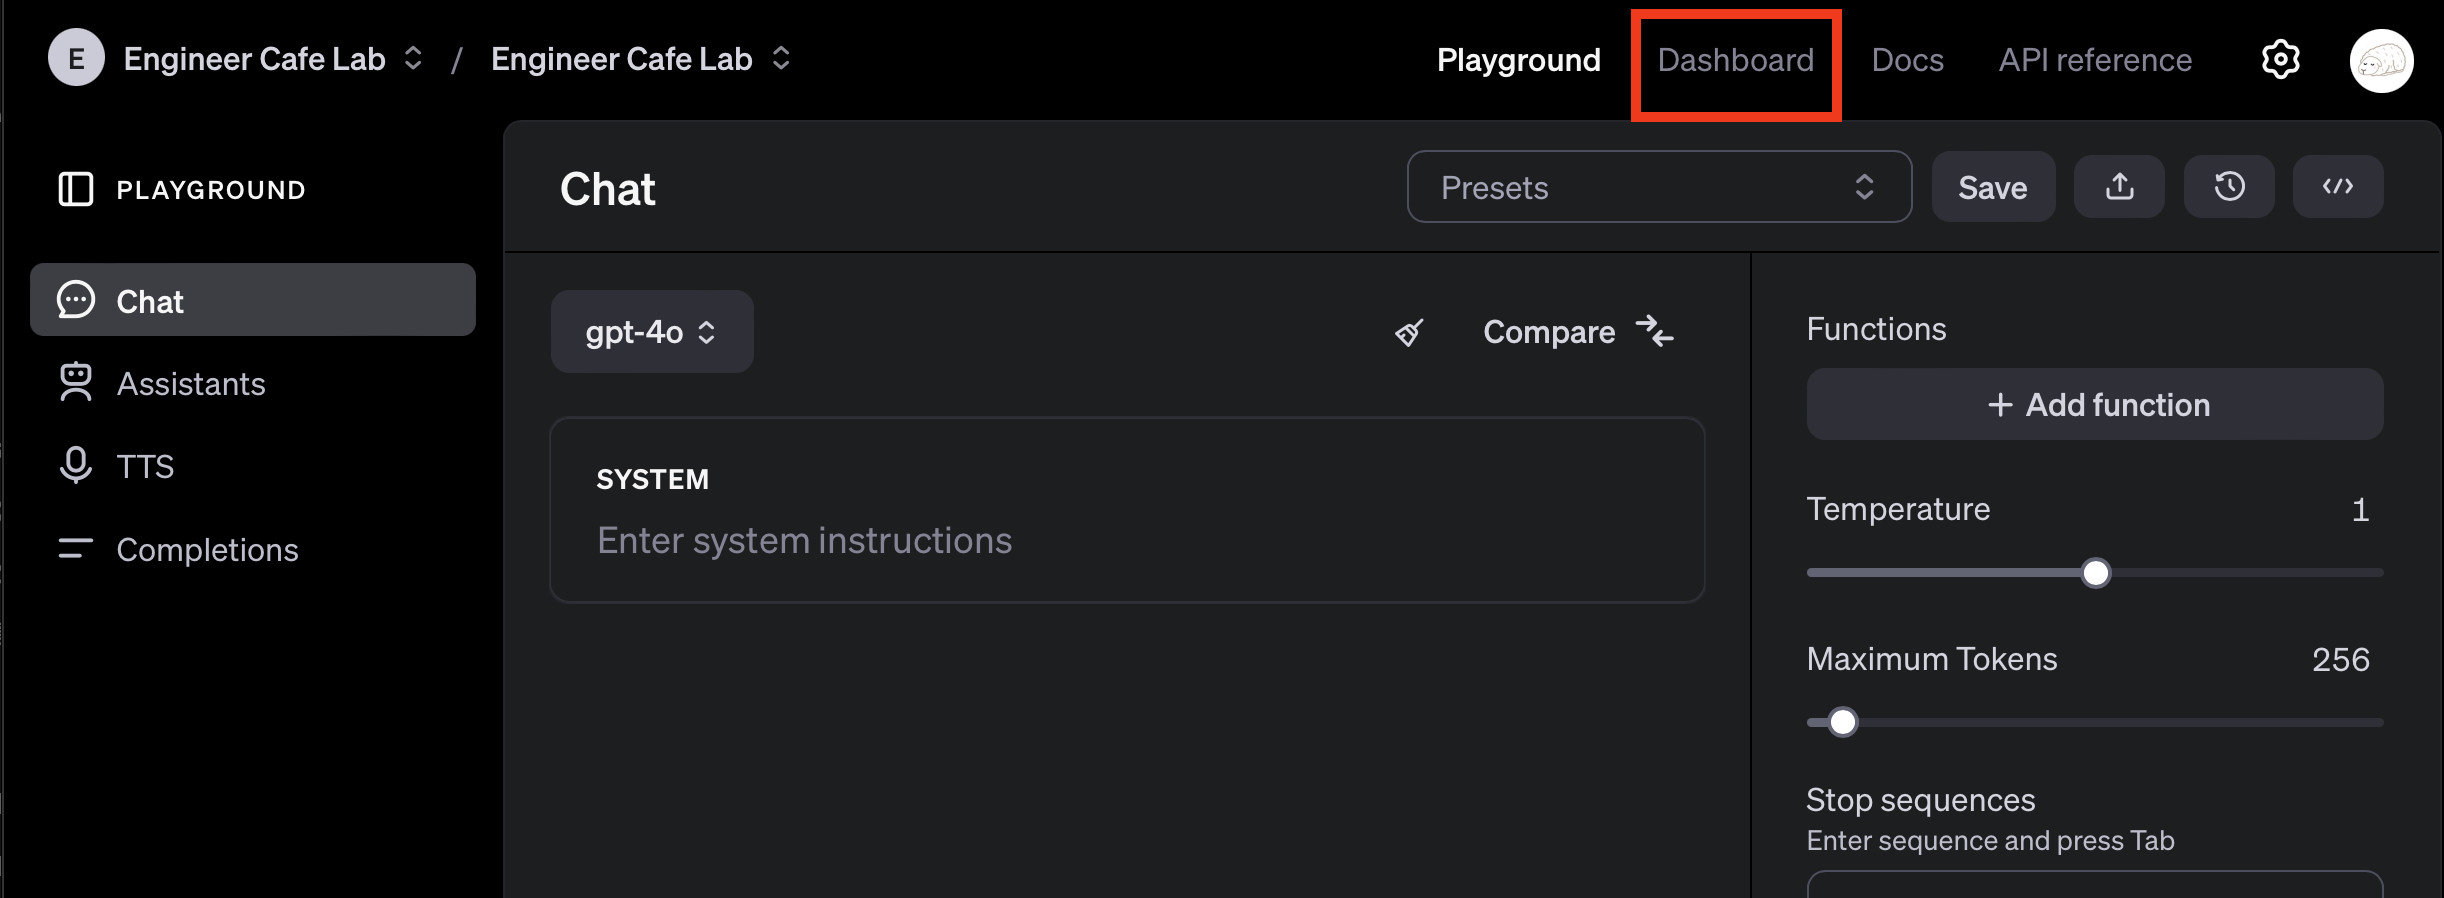 E Engineer Cafe Lab / Engineer Cafe Lab
Playground Dashboard Docs API reference
PLAYGROUND
Chat
Assistants
TTS
Completions
Chat
Presets
Save
gpt-4o
Compare
SYSTEM
Enter system instructions
Functions
+ Add function
Temperature 1
Maximum Tokens 256
Stop sequences
Enter sequence and press Tab